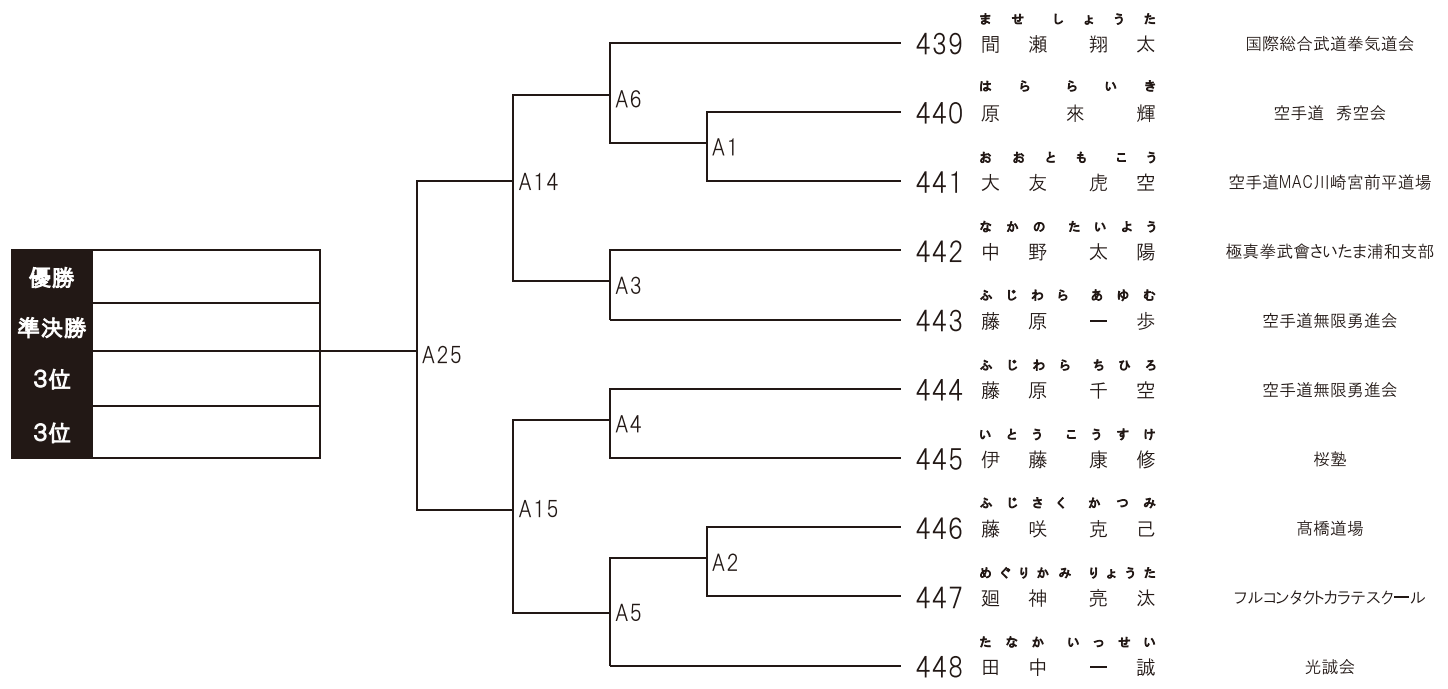 ませ しょうた
439 間瀬 翔太 国際総合武道拳気道会
はら らいき
440 原 來輝 空手道 秀空会
おおとも こう
441 大友 虎空 空手道MAC川崎宮前平道場
なかの たいよう
442 中野 太陽 極真拳武會さいたま浦和支部
ふじわら あゆむ
443 藤原 一歩 空手道無限勇進会
ふじわら ちひろ
444 藤原 千空 空手道無限勇進会
いとう こうすけ
445 伊藤 康修 桜塾
ふじさく かつみ
446 藤咲 克己 髙橋道場
めぐりかみ りょうた
447 廻神 亮汰 フルコンタクトカラテスクール
たなか いっせい
448 田中 一誠 光誠会
A6
A1
A14
A3
A25
A4
A15
A2
A5
優勝
準決勝
3位
3位